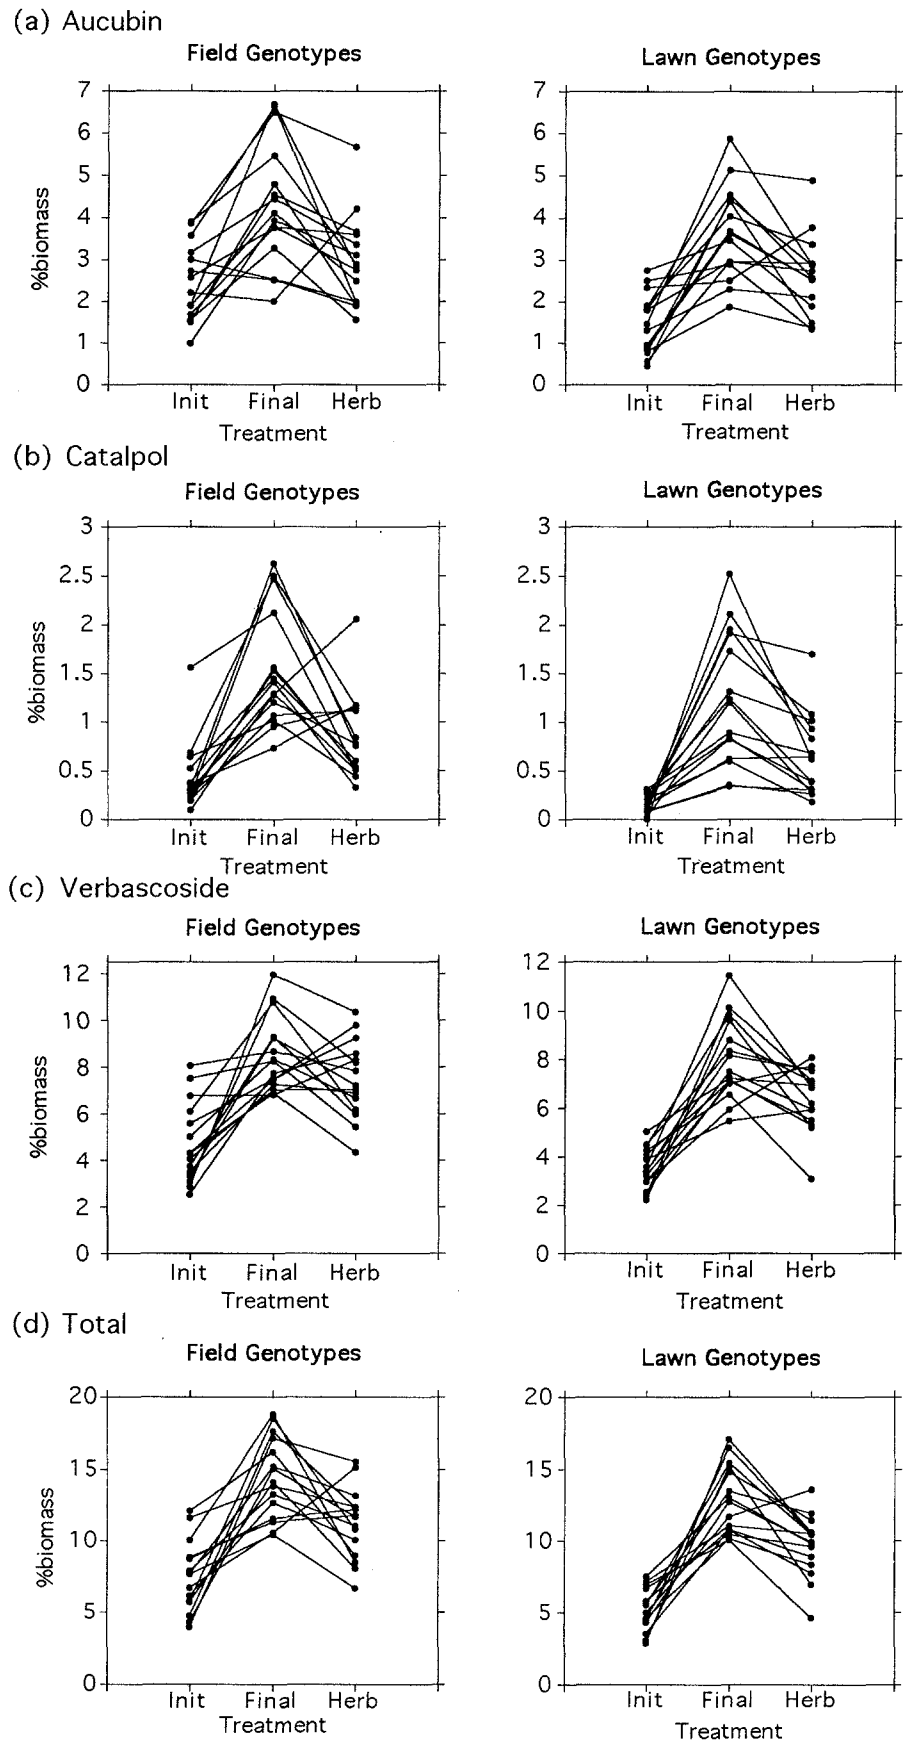 (a) Aucubin
Field Genotypes
7
6
5
4
3
2
1
0
%biomass
Init Final Herb
Treatment
Lawn Genotypes
7
6
5
4
3
2
1
0
Init Final Herb
Treatment
(b) Catalpol
Field Genotypes
3
2.5
2
1.5
1
0.5
0
%biomass
Init Final Herb
Treatment
Lawn Genotypes
3
2.5
2
1.5
1
0.5
0
Init Final Herb
Treatment
(c) Verbascoside
Field Genotypes
12
10
8
6
4
2
0
%biomass
Init Final Herb
Treatment
Lawn Genotypes
12
10
8
6
4
2
0
Init Final Herb
Treatment
(d) Total
Field Genotypes
20
15
10
5
0
%biomass
Init Final Herb
Treatment
Lawn Genotypes
20
15
10
5
0
Init Final Herb
Treatment